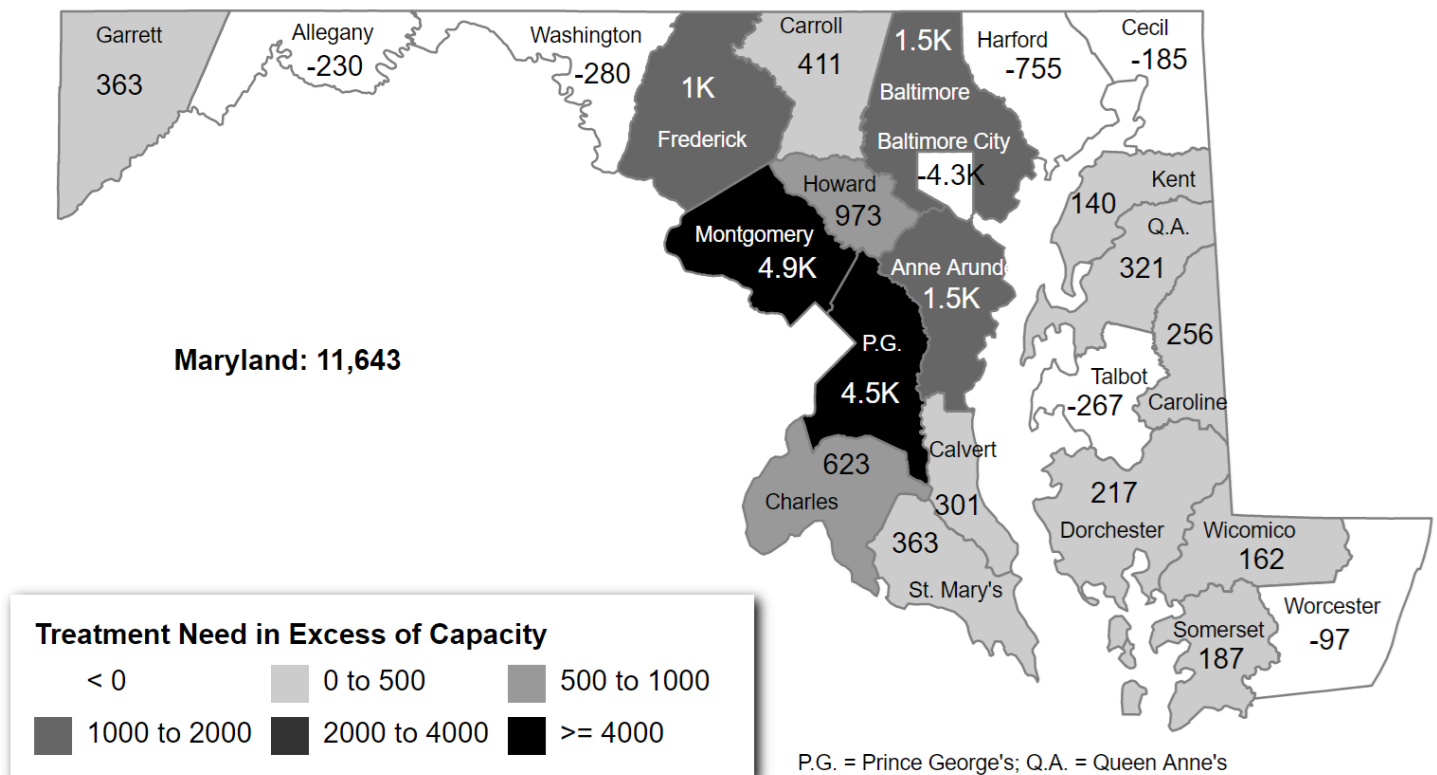 Garrett
363
Allegany
-230
Washington
-280
1K
Frederick
Carroll
411
1.5K
Baltimore
Harford
-755
Cecil
-185
Baltimore City
-4.3K
Howard
973
Montgomery
4.9K
Anne Arunde
1.5K
Kent
140
Q.A.
321
256
Caroline
Talbot
-267
Maryland: 11,643
P.G.
4.5K
Calvert
301
623
Charles
363
St. Mary's
217
Dorchester
Wicomico
162
Worcester
-97
Somerset
187
Treatment Need in Excess of Capacity
< 0 0 to 500 500 to 1000
1000 to 2000 2000 to 4000 >= 4000
P.G. = Prince George's; Q.A. = Queen Anne's